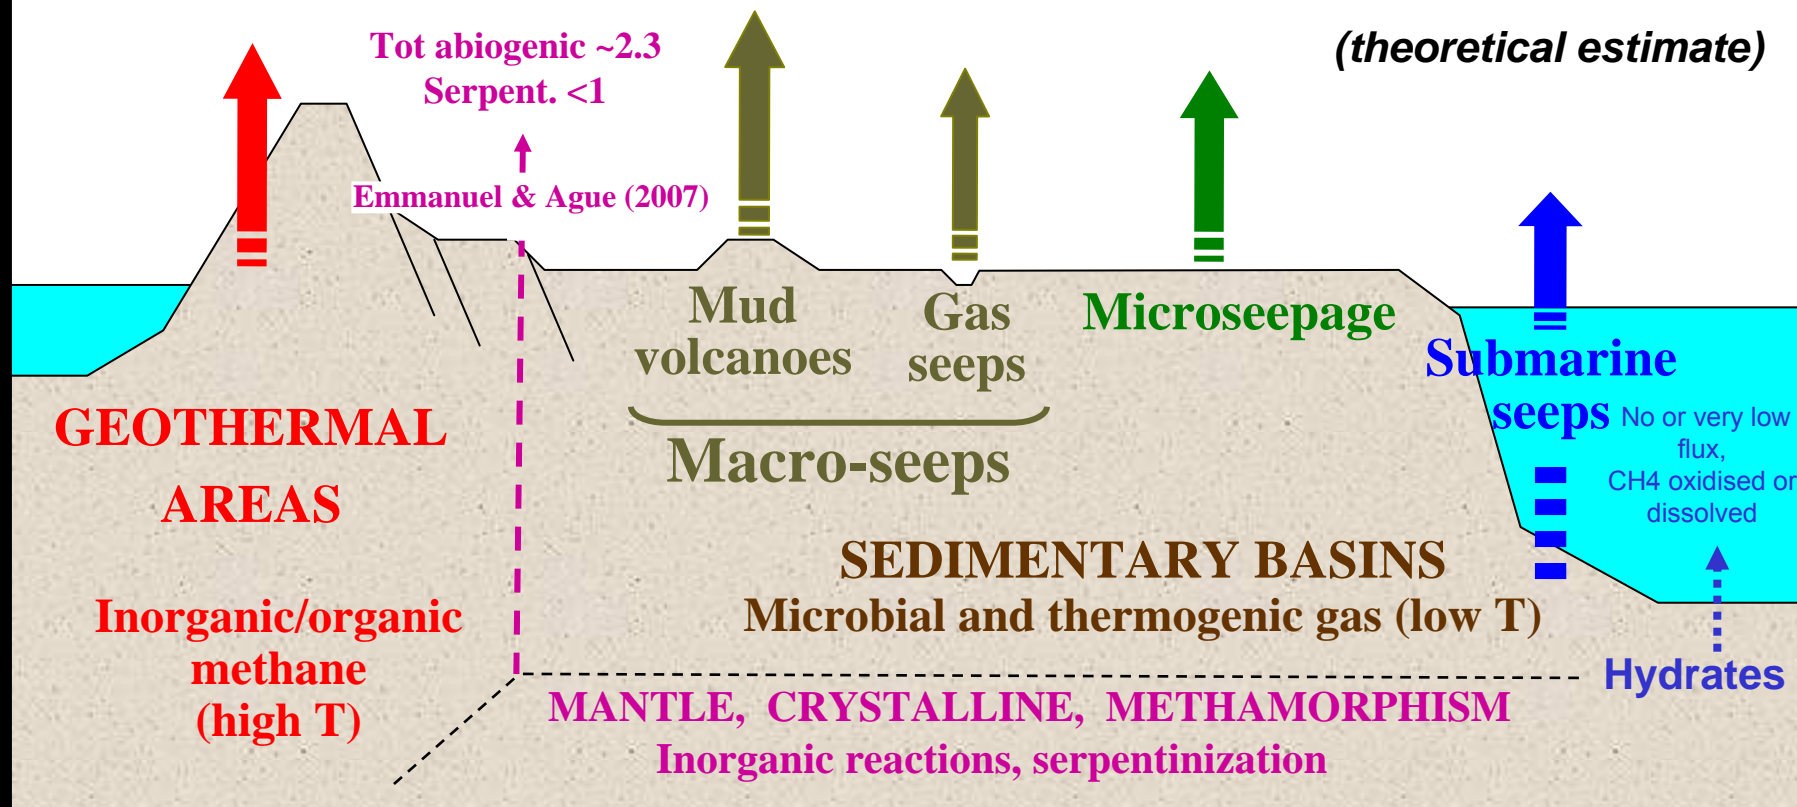 (theoretical estimate)
Tot abiogenic ~2.3
Serpent. <1
Emmanuel & Ague (2007)
Mud
volcanoes
Gas
seeps
Macro-seeps
Microseepage
Submarine
seeps
No or very low
flux,
CH4 oxidised or
dissolved
Hydrates
GEOTHERMAL
AREAS
Inorganic/organic
methane
(high T)
SEDIMENTARY BASINS
Microbial and thermogenic gas (low T)
MANTLE, CRYSTALLINE, METHAMORPHISM
Inorganic reactions, serpentinization